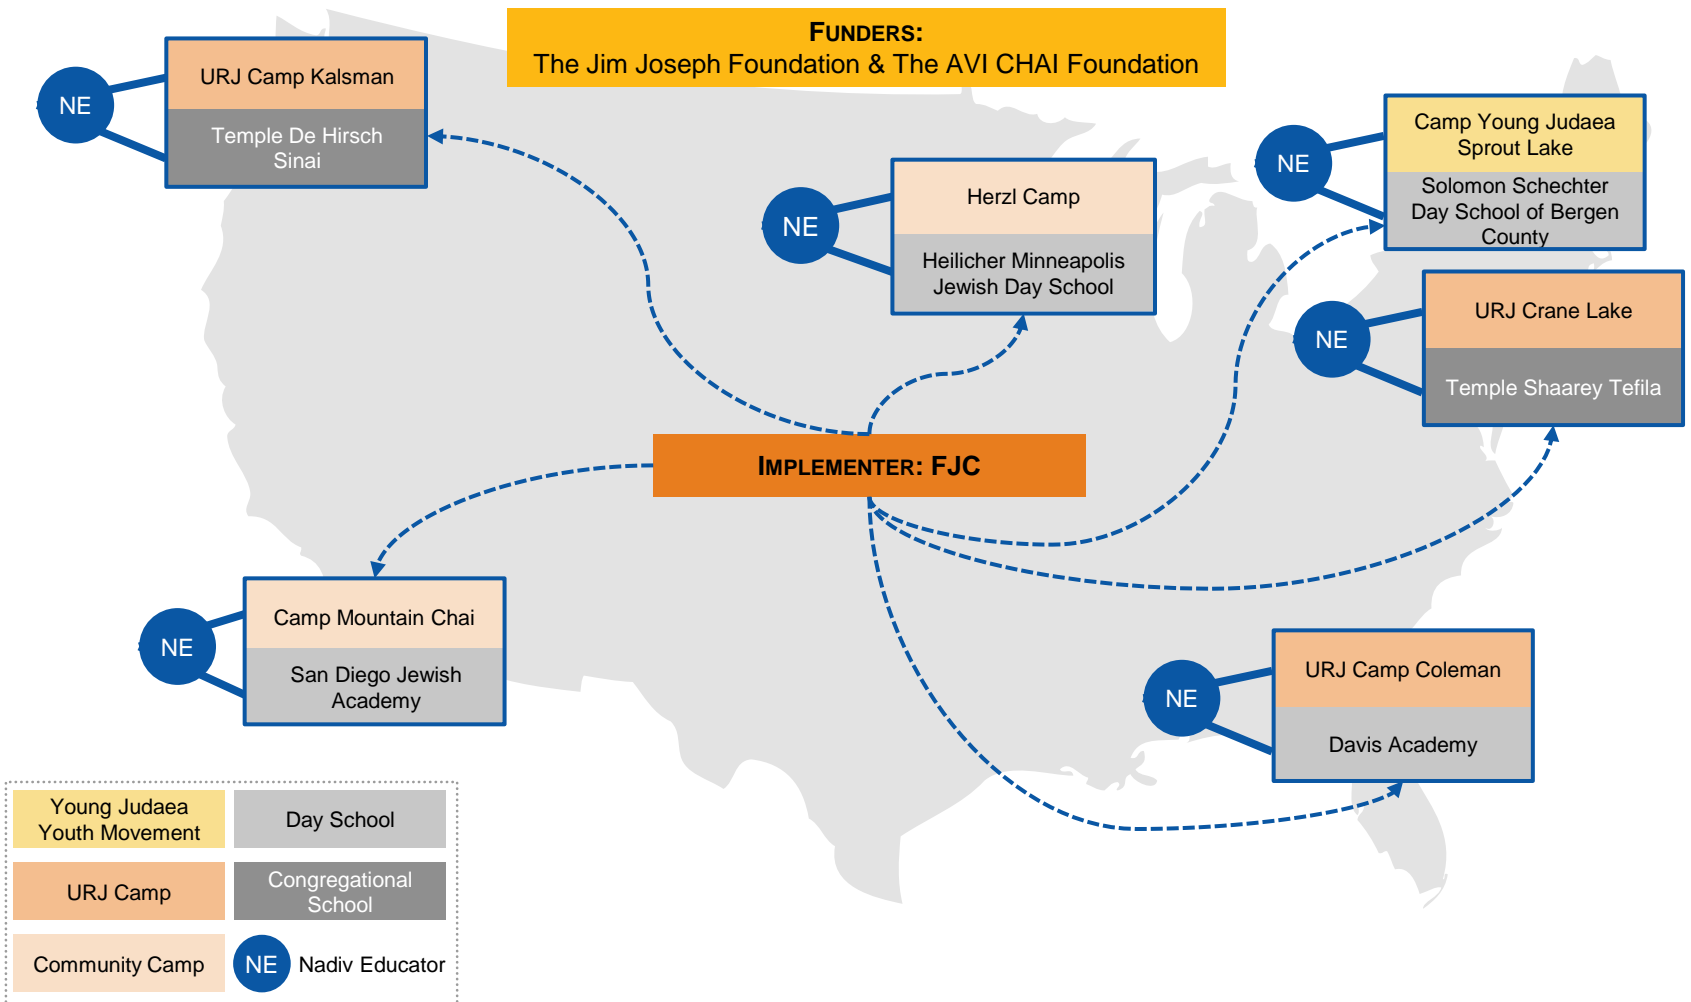 FUNDERS:
The Jim Joseph Foundation & The AVI CHAI Foundation
NE
URJ Camp Kalsman
Temple De Hirsch
Sinai
NE
Herzl Camp
Heilicher Minneapolis
Jewish Day School
NE
Camp Young Judaea
Sprout Lake
Solomon Schechter
Day School of Bergen
County
NE
URJ Crane Lake
Temple Shaarey Tefila
IMPLEMENTER: FJC
NE
Camp Mountain Chai
San Diego Jewish
Academy
NE
URJ Camp Coleman
Davis Academy
Young Judaea
Youth Movement
Day School
URJ Camp
Congregational
School
Community Camp
NE
Nadiv Educator